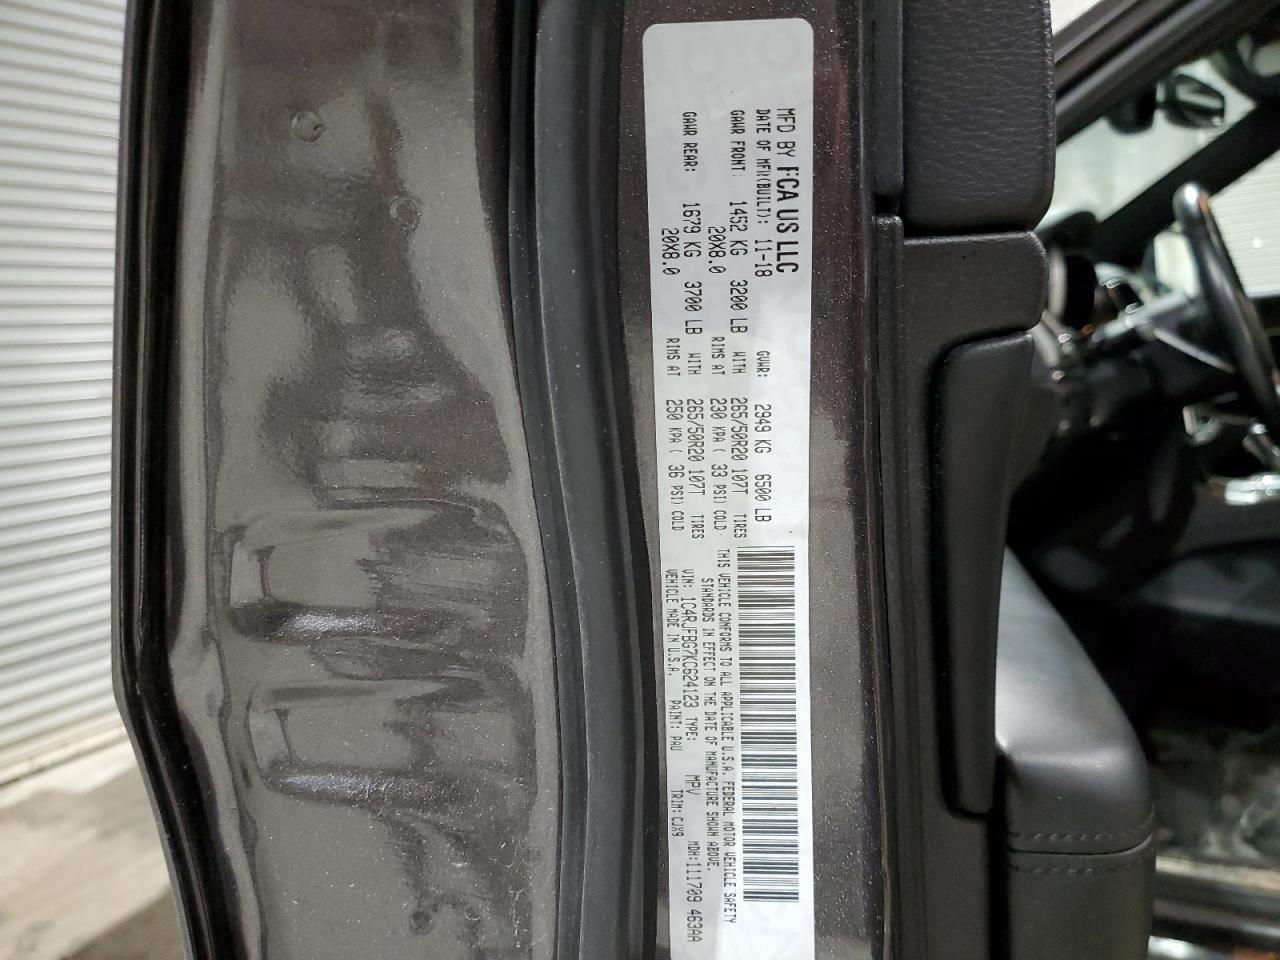 MFD BY FCA US LLC
DATE OF MFR(BUILT): 11-18 GVWR: 2949 KG 6500 LB
GAWR FRONT: 1452 KG 3200 LB WITH 265/50R20 107T TIRES
20X8.0 RIMS AT 230 KPA ( 33 PSI) COLD
GAWR REAR: 1679 KG 3700 LB WITH 265/50R20 107T TIRES
20X8.0 RIMS AT 250 KPA ( 36 PSI) COLD
THIS VEHICLE CONFORMS TO ALL APPLICABLE U.S.A. FEDERAL MOTOR VEHICLE SAFETY
STANDARDS IN EFFECT ON THE DATE OF MANUFACTURE SHOWN ABOVE.
VIN: 1C4RJFBG7KC624123 TYPE: MPV MDH:111709 463AA
VEHICLE MADE IN U.S.A. PAINT: PAU TRIM: CJX9